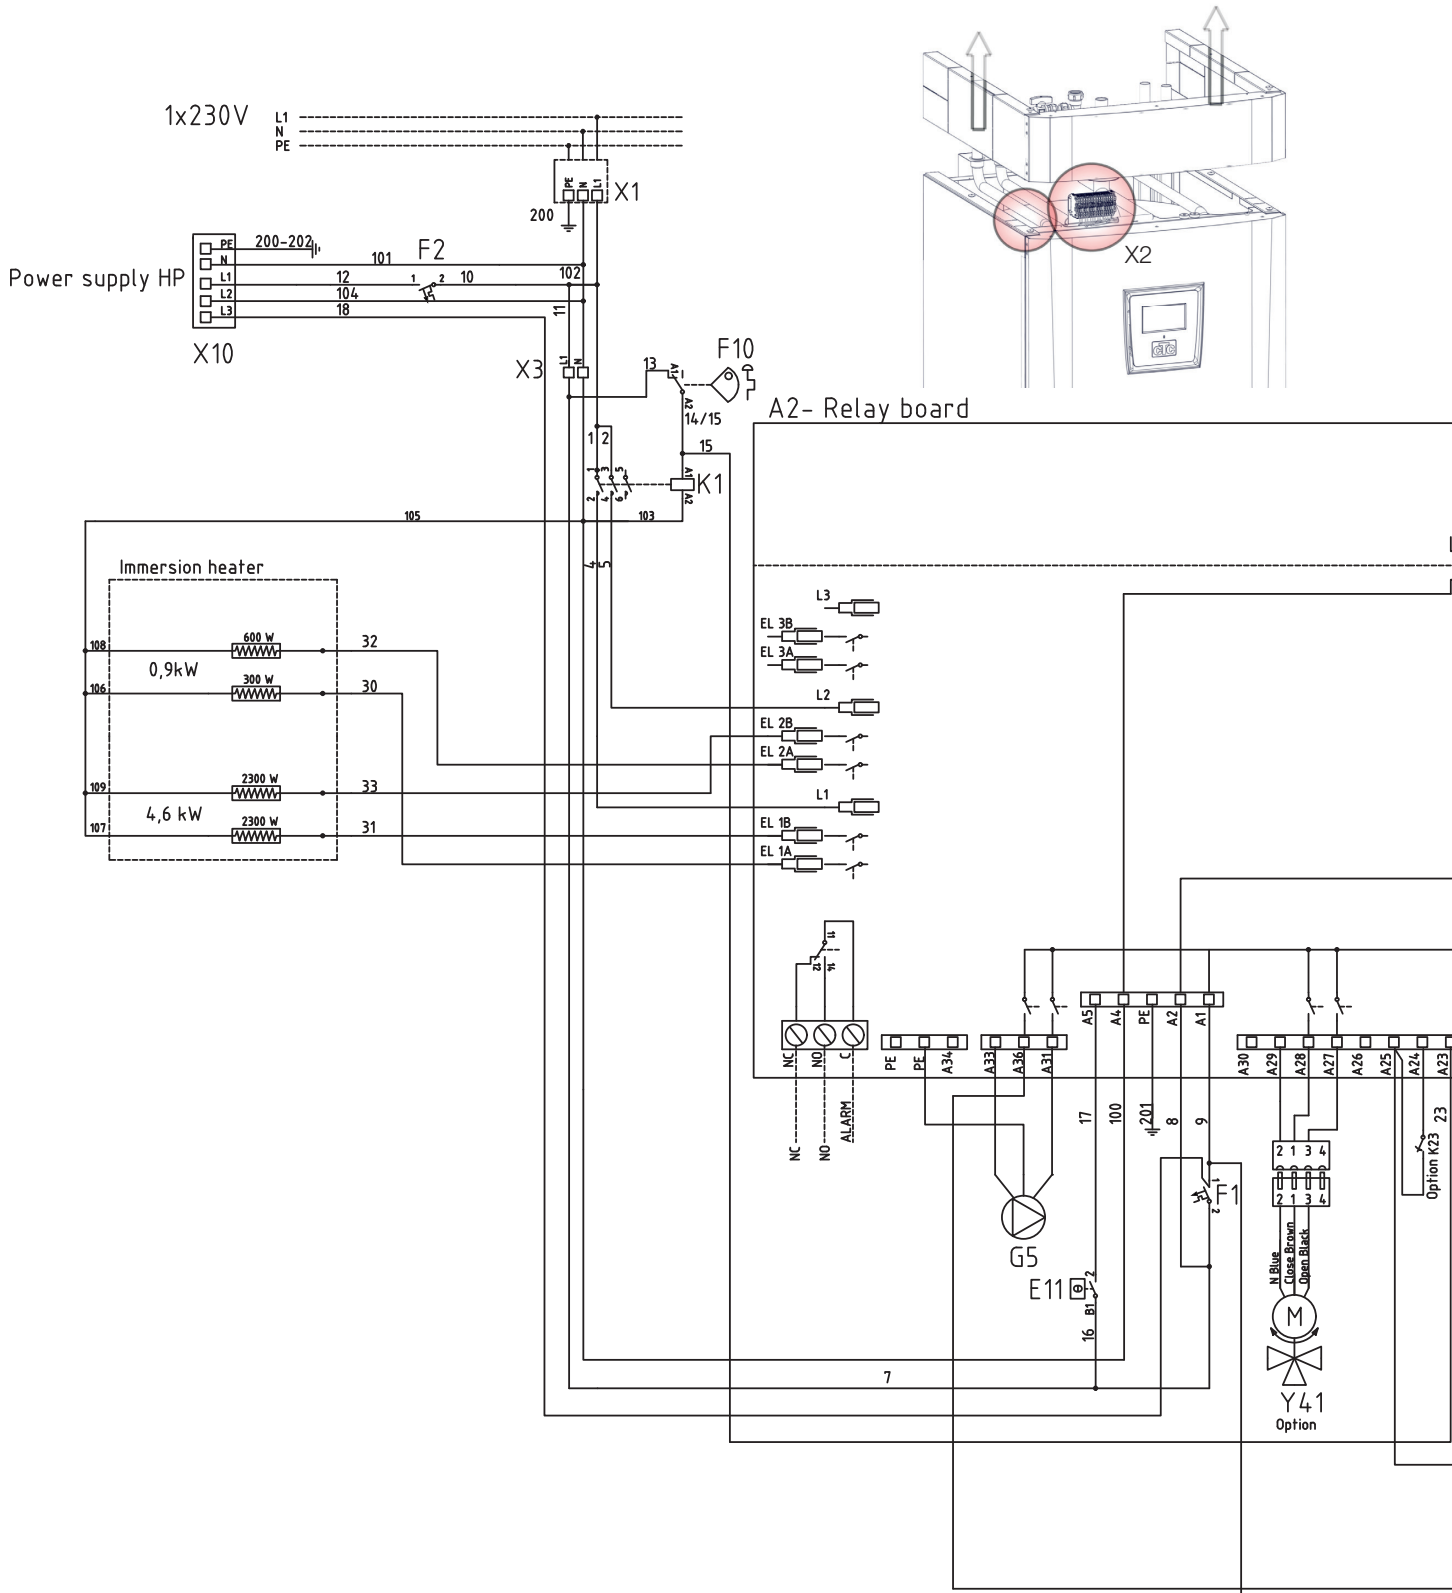 1x230V
L1
N
PE
PE
N
L1
X1
200
X2
CTC
Power supply HP
PE
N
L1
L2
L3
X10
200-202
101
F2
12
1
2
10
102
104
18
11
X3
L1
N
13
A1
A2
F10
14/15
15
A2- Relay board
1
2
1
3
5
2
4
6
A1
A2
K1
105
103
4
5
L
Immersion heater
108
600 W
32
0,9kW
106
300 W
30
109
2300 W
33
4,6 kW
107
2300 W
31
L3
EL 3B
EL 3A
L2
EL 2B
EL 2A
L1
EL 1B
EL 1A
11
12
14
NC
NO
C
NC
NO
ALARM
PE
PE
A34
A33
A36
A31
A5
A4
PE
A2
A1
A30
A29
A28
A27
A26
A25
A24
A23
17
100
201
8
9
23
Option K23
2 1 3 4
2 1 3 4
1
2
F1
G5
E11
2
B1
16
N Blue
Close Brown
Open Black
M
Y41
Option
7